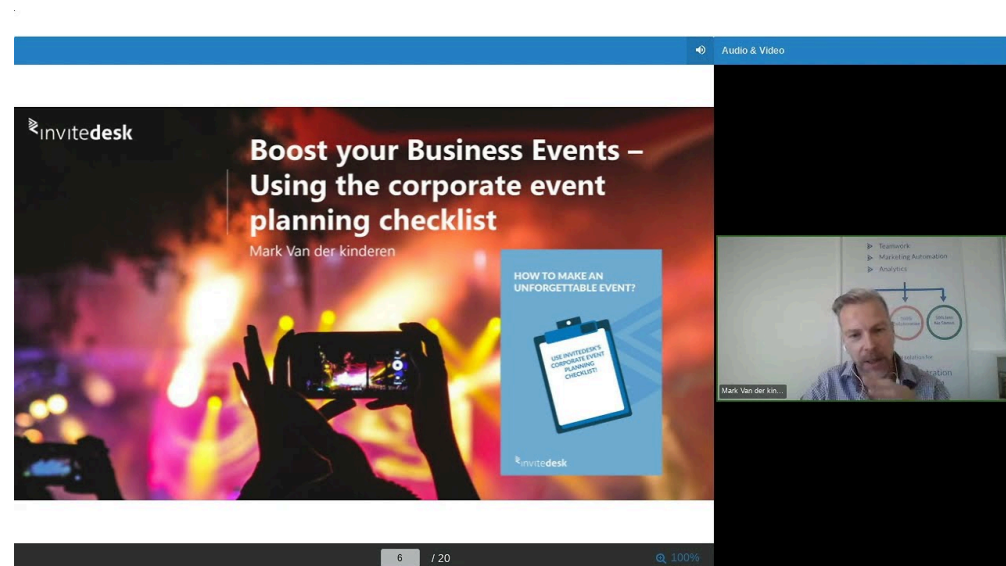 Audio & Video
invitedesk
Boost your Business Events –
Using the corporate event
planning checklist
Mark Van der kinderen
HOW TO MAKE AN
UNFORGETTABLE EVENT?
USE INVITEDESK'S
CORPORATE EVENT
PLANNING
CHECKLIST!
invitedesk
Teamwork
Marketing Automation
Analytics
Mark Van der kin...
6 / 20
100%